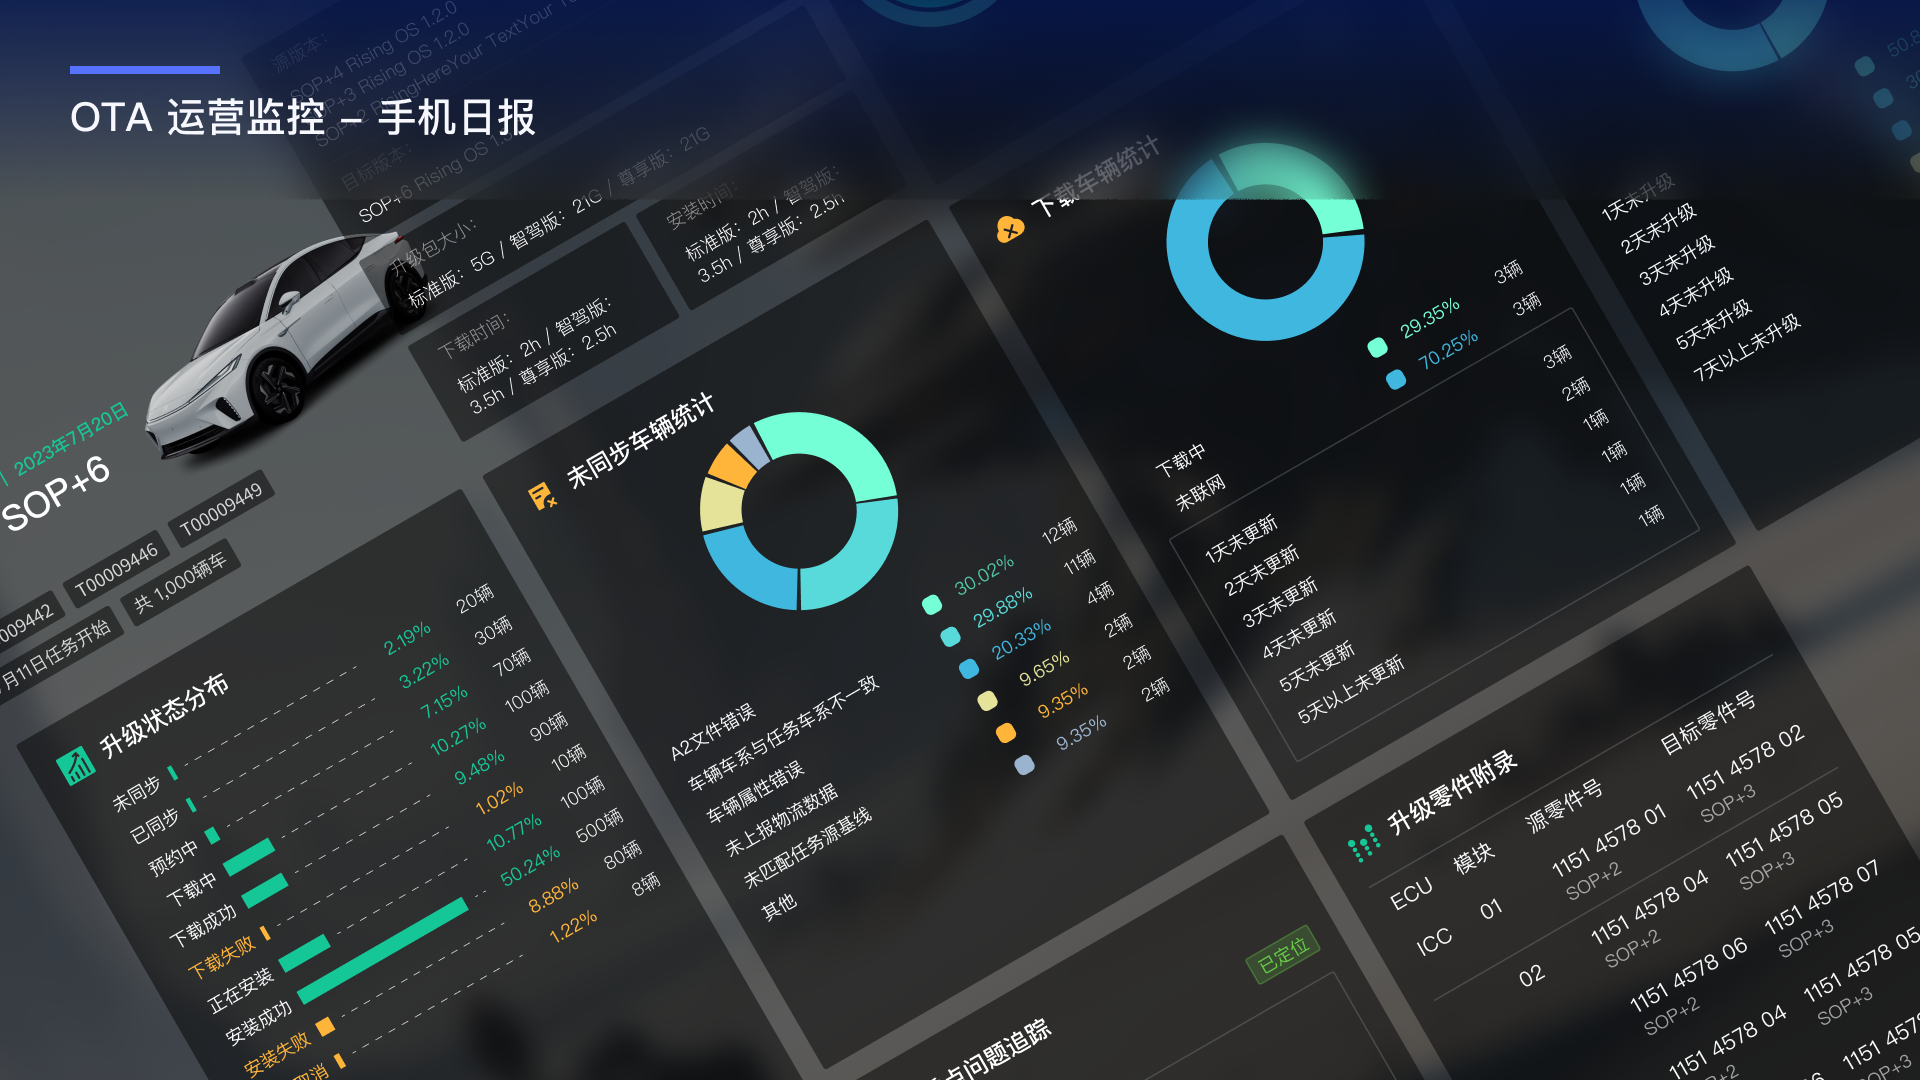 OTA 运营监控 – 手机日报
源版本：
SOP+4 Rising OS 1.2.0
SOP+3 Rising OS 1.2.0
SOP+2 RisingHereYour TextYour
目标版本：
SOP+6 Rising OS 1.3
升级包大小：
标准版：5G / 智驾版：21G / 尊享版：21G
下载时间：
标准版：2h / 智驾版：
3.5h / 尊享版：2.5h
安装时间：
标准版：2h / 智驾版：
3.5h / 尊享版：2.5h
| 2023年7月20日
SOP+6
009442
T00009446
T00009449
7月11日任务开始
共 1,000辆车
升级状态分布
未同步 2.19% 20辆
已同步 3.22% 30辆
预约中 7.15% 70辆
下载中 10.27% 100辆
下载成功 9.48% 90辆
下载失败 1.02% 10辆
正在安装 10.77% 100辆
安装成功 50.24% 500辆
安装失败 8.88% 80辆
取消 1.22% 8辆
未同步车辆统计
30.02% 12辆
29.88% 11辆
20.33% 4辆
9.65% 2辆
9.35% 2辆
9.35% 2辆
A2文件错误
车辆车系与任务车系不一致
车辆属性错误
未上报物流数据
未匹配任务源基线
其他
下载车辆统计
29.35% 3辆
70.25% 3辆
下载中
未联网
1天未更新 3辆
2天未更新 2辆
3天未更新 1辆
4天未更新 1辆
5天未更新 1辆
5天以上未更新 1辆
50.8
1天未升级
2天未升级
3天未升级
4天未升级
5天未升级
7天以上未升级
点问题追踪
已定位
升级零件附录
ECU 模块 源零件号 目标零件号
ICC 01 1151 4578 01 1151 4578 02
SOP+2 SOP+3
02 1151 4578 04 1151 4578 05
SOP+2 SOP+3
1151 4578 06 1151 4578 07
SOP+2 SOP+3
1151 4578 04 1151 4578 05
SOP+3